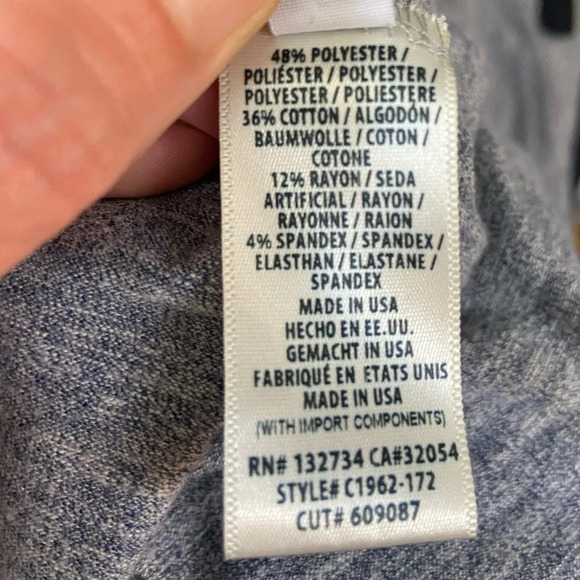 48% POLYESTER /
POLIÉSTER / POLYESTER /
POLYESTER / POLIESTERE
36% COTTON / ALGODÓN /
BAUMWOLLE / COTON /
COTONE
12% RAYON / SEDA
ARTIFICIAL / RAYON /
RAYONNE / RAION
4% SPANDEX / SPANDEX /
ELASTHAN / ELASTANE /
SPANDEX
MADE IN USA
HECHO EN EE.UU.
GEMACHT IN USA
FABRIQUÉ EN ETATS UNIS
MADE IN USA
(WITH IMPORT COMPONENTS)
RN# 132734 CA#32054
STYLE# C1962-172
CUT# 609087